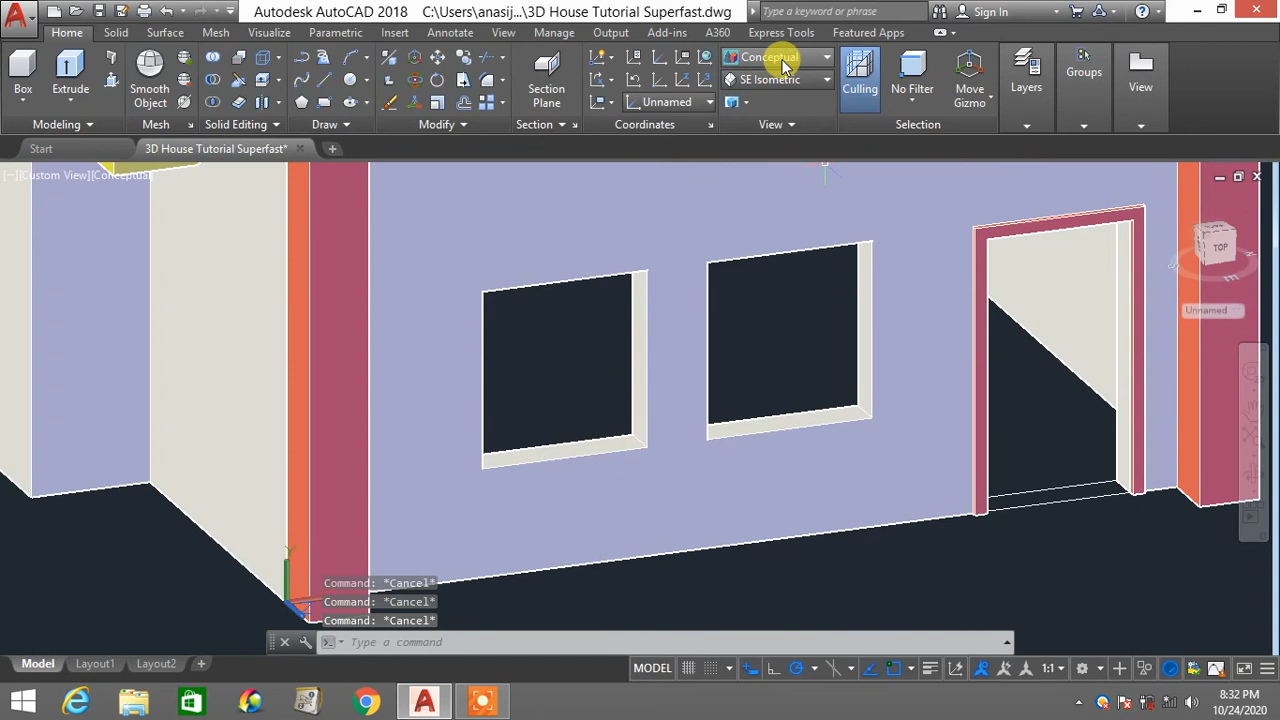 Autodesk AutoCAD 2018 C:\Users\anasij...\3D House Tutorial Superfast.dwg
Type a keyword or phrase
Sign In
Home Solid Surface Mesh Visualize Parametric Insert Annotate View Manage Output Add-ins A360 Express Tools Featured Apps
Box Extrude
Smooth Object
Section Plane
Conceptual
SE Isometric
Unnamed
Culling No Filter
Move Gizmo
Layers
Groups
View
Modeling Mesh Solid Editing Draw Modify Section Coordinates View Selection
Start 3D House Tutorial Superfast*
[−][Custom View][Conceptual]
TOP
Unnamed
Command: *Cancel*
Command: *Cancel*
Command: *Cancel*
Type a command
Model Layout1 Layout2
MODEL
1:1
8:32 PM
10/24/2020